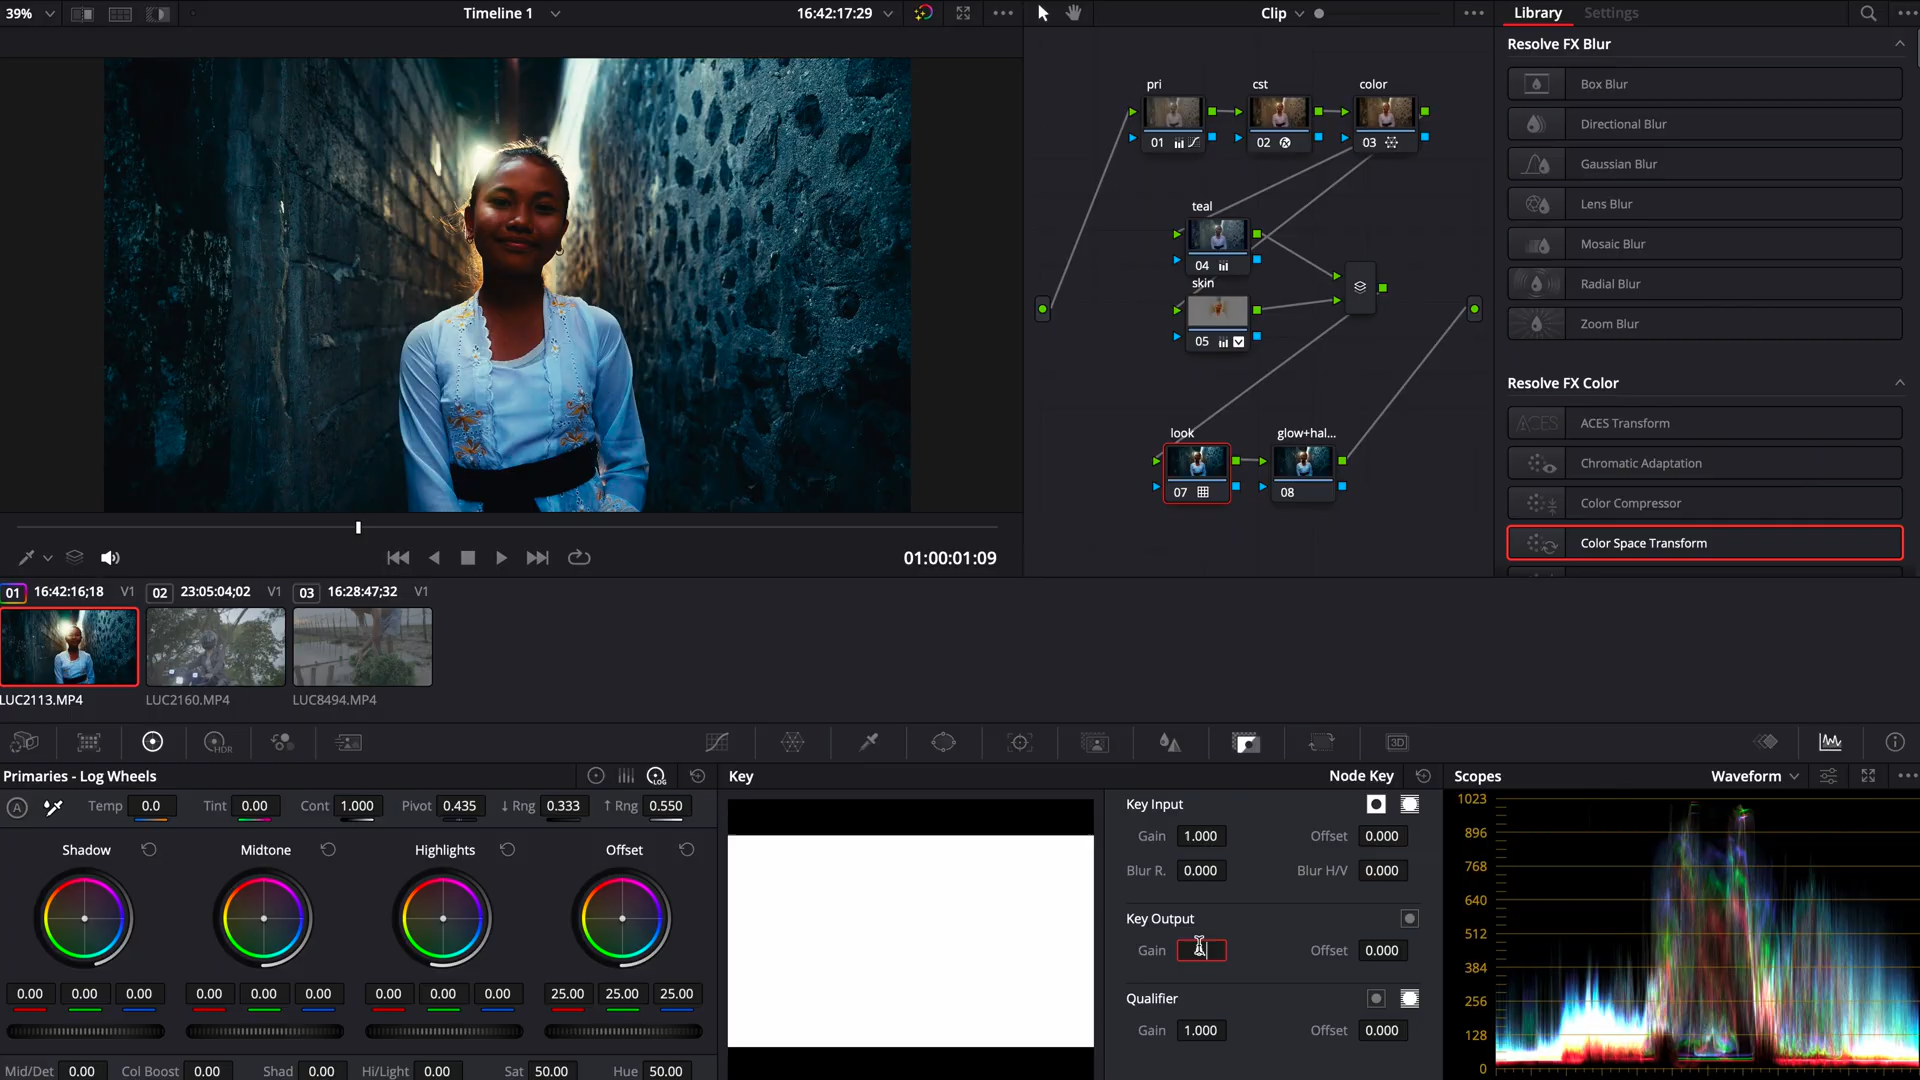 39%
Timeline 1
16:42:17:29
Clip
Library
Settings
Resolve FX Blur
Box Blur
Directional Blur
Gaussian Blur
Lens Blur
Mosaic Blur
Radial Blur
Zoom Blur
Resolve FX Color
ACES
ACES Transform
Chromatic Adaptation
Color Compressor
Color Space Transform
pri
cst
color
01
02
03
teal
04
skin
05
look
glow+hal...
07
08
01:00:01:09
01 16:42:16;18 V1
02 23:05:04;02 V1
03 16:28:47;32 V1
LUC2113.MP4
LUC2160.MP4
LUC8494.MP4
HDR
3D
Primaries - Log Wheels
LOG
A
Temp 0.0 Tint 0.00 Cont 1.000 Pivot 0.435 ↓ Rng 0.333 ↑ Rng 0.550
Shadow
Midtone
Highlights
Offset
0.00 0.00 0.00
0.00 0.00 0.00
0.00 0.00 0.00
25.00 25.00 25.00
Mid/Det 0.00 Col Boost 0.00 Shad 0.00 Hi/Light 0.00 Sat 50.00 Hue 50.00
Key
Node Key
Key Input
Gain 1.000 Offset 0.000
Blur R. 0.000 Blur H/V 0.000
Key Output
Gain
Offset 0.000
Qualifier
Gain 1.000 Offset 0.000
Scopes
Waveform
1023
896
768
640
512
384
256
128
0